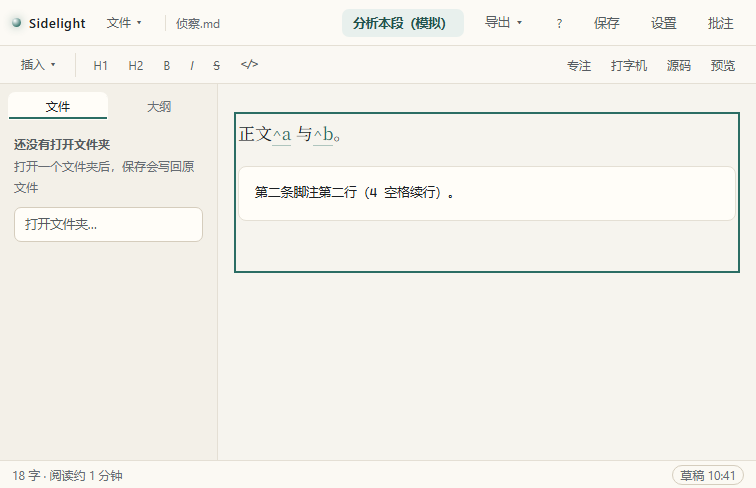 Sidelight 文件 ▾ 侦察.md 分析本段（模拟） 导出 ▾ ? 保存 设置 批注
插入 ▾ H1 H2 B I S </> 专注 打字机 源码 预览
文件 大纲
还没有打开文件夹
打开一个文件夹后，保存会写回原
文件
打开文件夹...
正文^a 与^b。
第二条脚注第二行（4 空格续行）。
18 字 · 阅读约 1 分钟 草稿 10:41